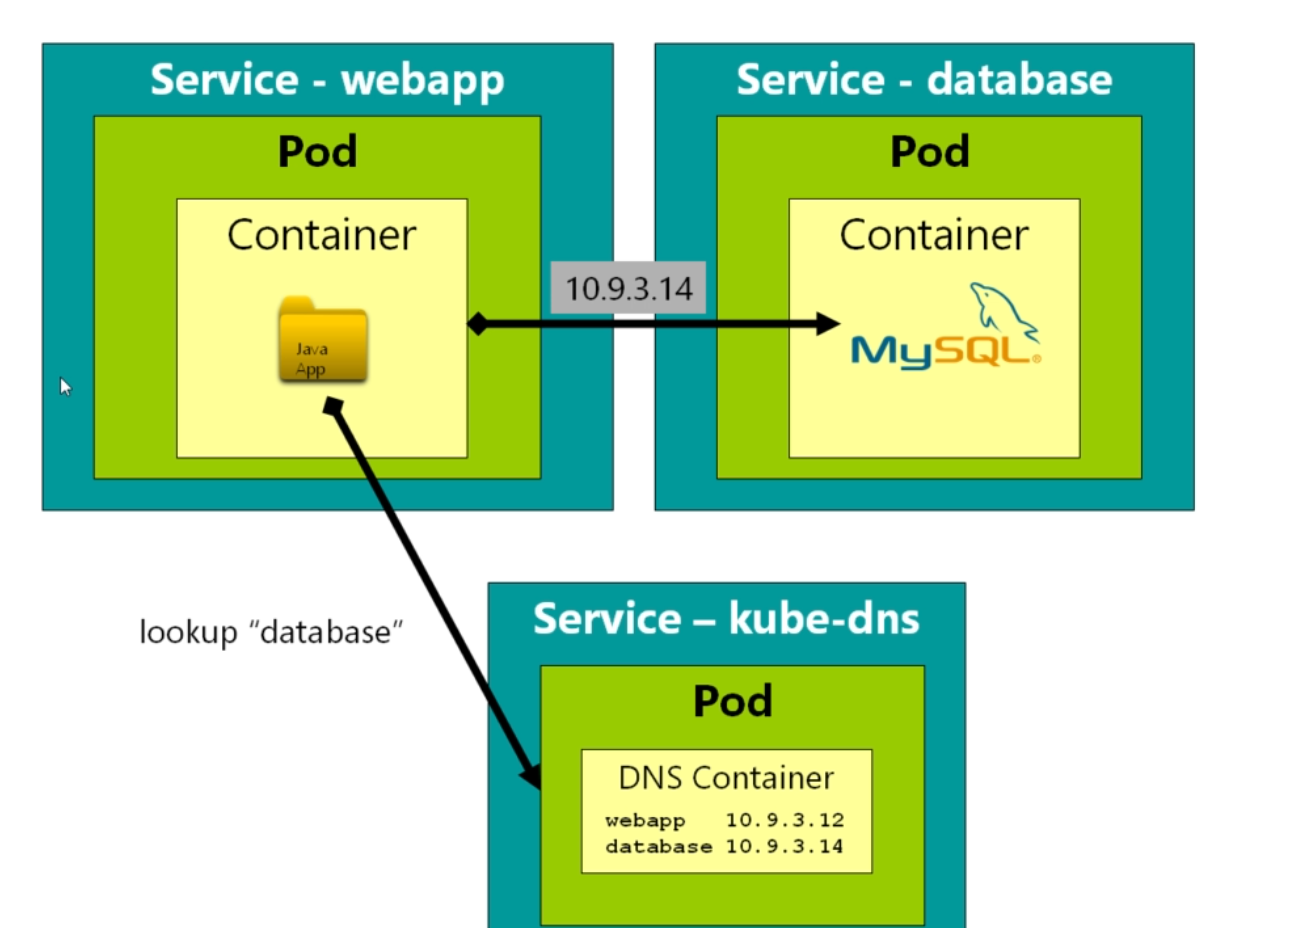 Service - webapp
Pod
Container
Java
App
10.9.3.14
Service - database
Pod
Container
MySQL®
lookup “database”
Service – kube-dns
Pod
DNS Container
webapp 10.9.3.12
database 10.9.3.14